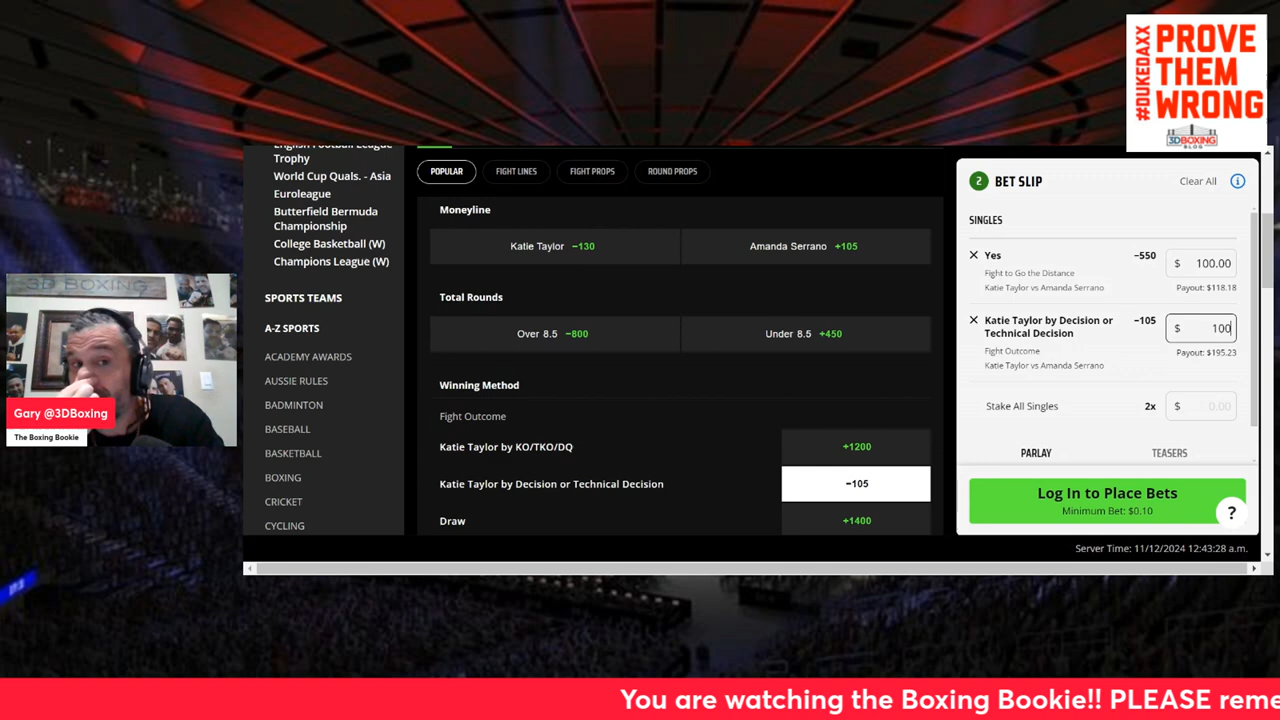 #DUKEDAXX
PROVE
THEM
WRONG
3DBOXING
BLOG
English Football League
Trophy
World Cup Quals. - Asia
Euroleague
Butterfield Bermuda
Championship
College Basketball (W)
Champions League (W)
SPORTS TEAMS
A-Z SPORTS
ACADEMY AWARDS
AUSSIE RULES
BADMINTON
BASEBALL
BASKETBALL
BOXING
CRICKET
CYCLING
POPULAR FIGHT LINES FIGHT PROPS ROUND PROPS
Moneyline
Katie Taylor −130 Amanda Serrano +105
Total Rounds
Over 8.5 −800 Under 8.5 +450
Winning Method
Fight Outcome
Katie Taylor by KO/TKO/DQ +1200
Katie Taylor by Decision or Technical Decision −105
Draw +1400
2 BET SLIP Clear All i
SINGLES
Yes −550 $ 100.00
Fight to Go the Distance
Katie Taylor vs Amanda Serrano Payout: $118.18
Katie Taylor by Decision or −105 $ 100
Technical Decision
Fight Outcome Payout: $195.23
Katie Taylor vs Amanda Serrano
Stake All Singles 2x $ 0.00
PARLAY TEASERS
Log In to Place Bets
Minimum Bet: $0.10
?
Server Time: 11/12/2024 12:43:28 a.m.
3D BOXING
Gary @3DBoxing
The Boxing Bookie
You are watching the Boxing Bookie!! PLEASE reme